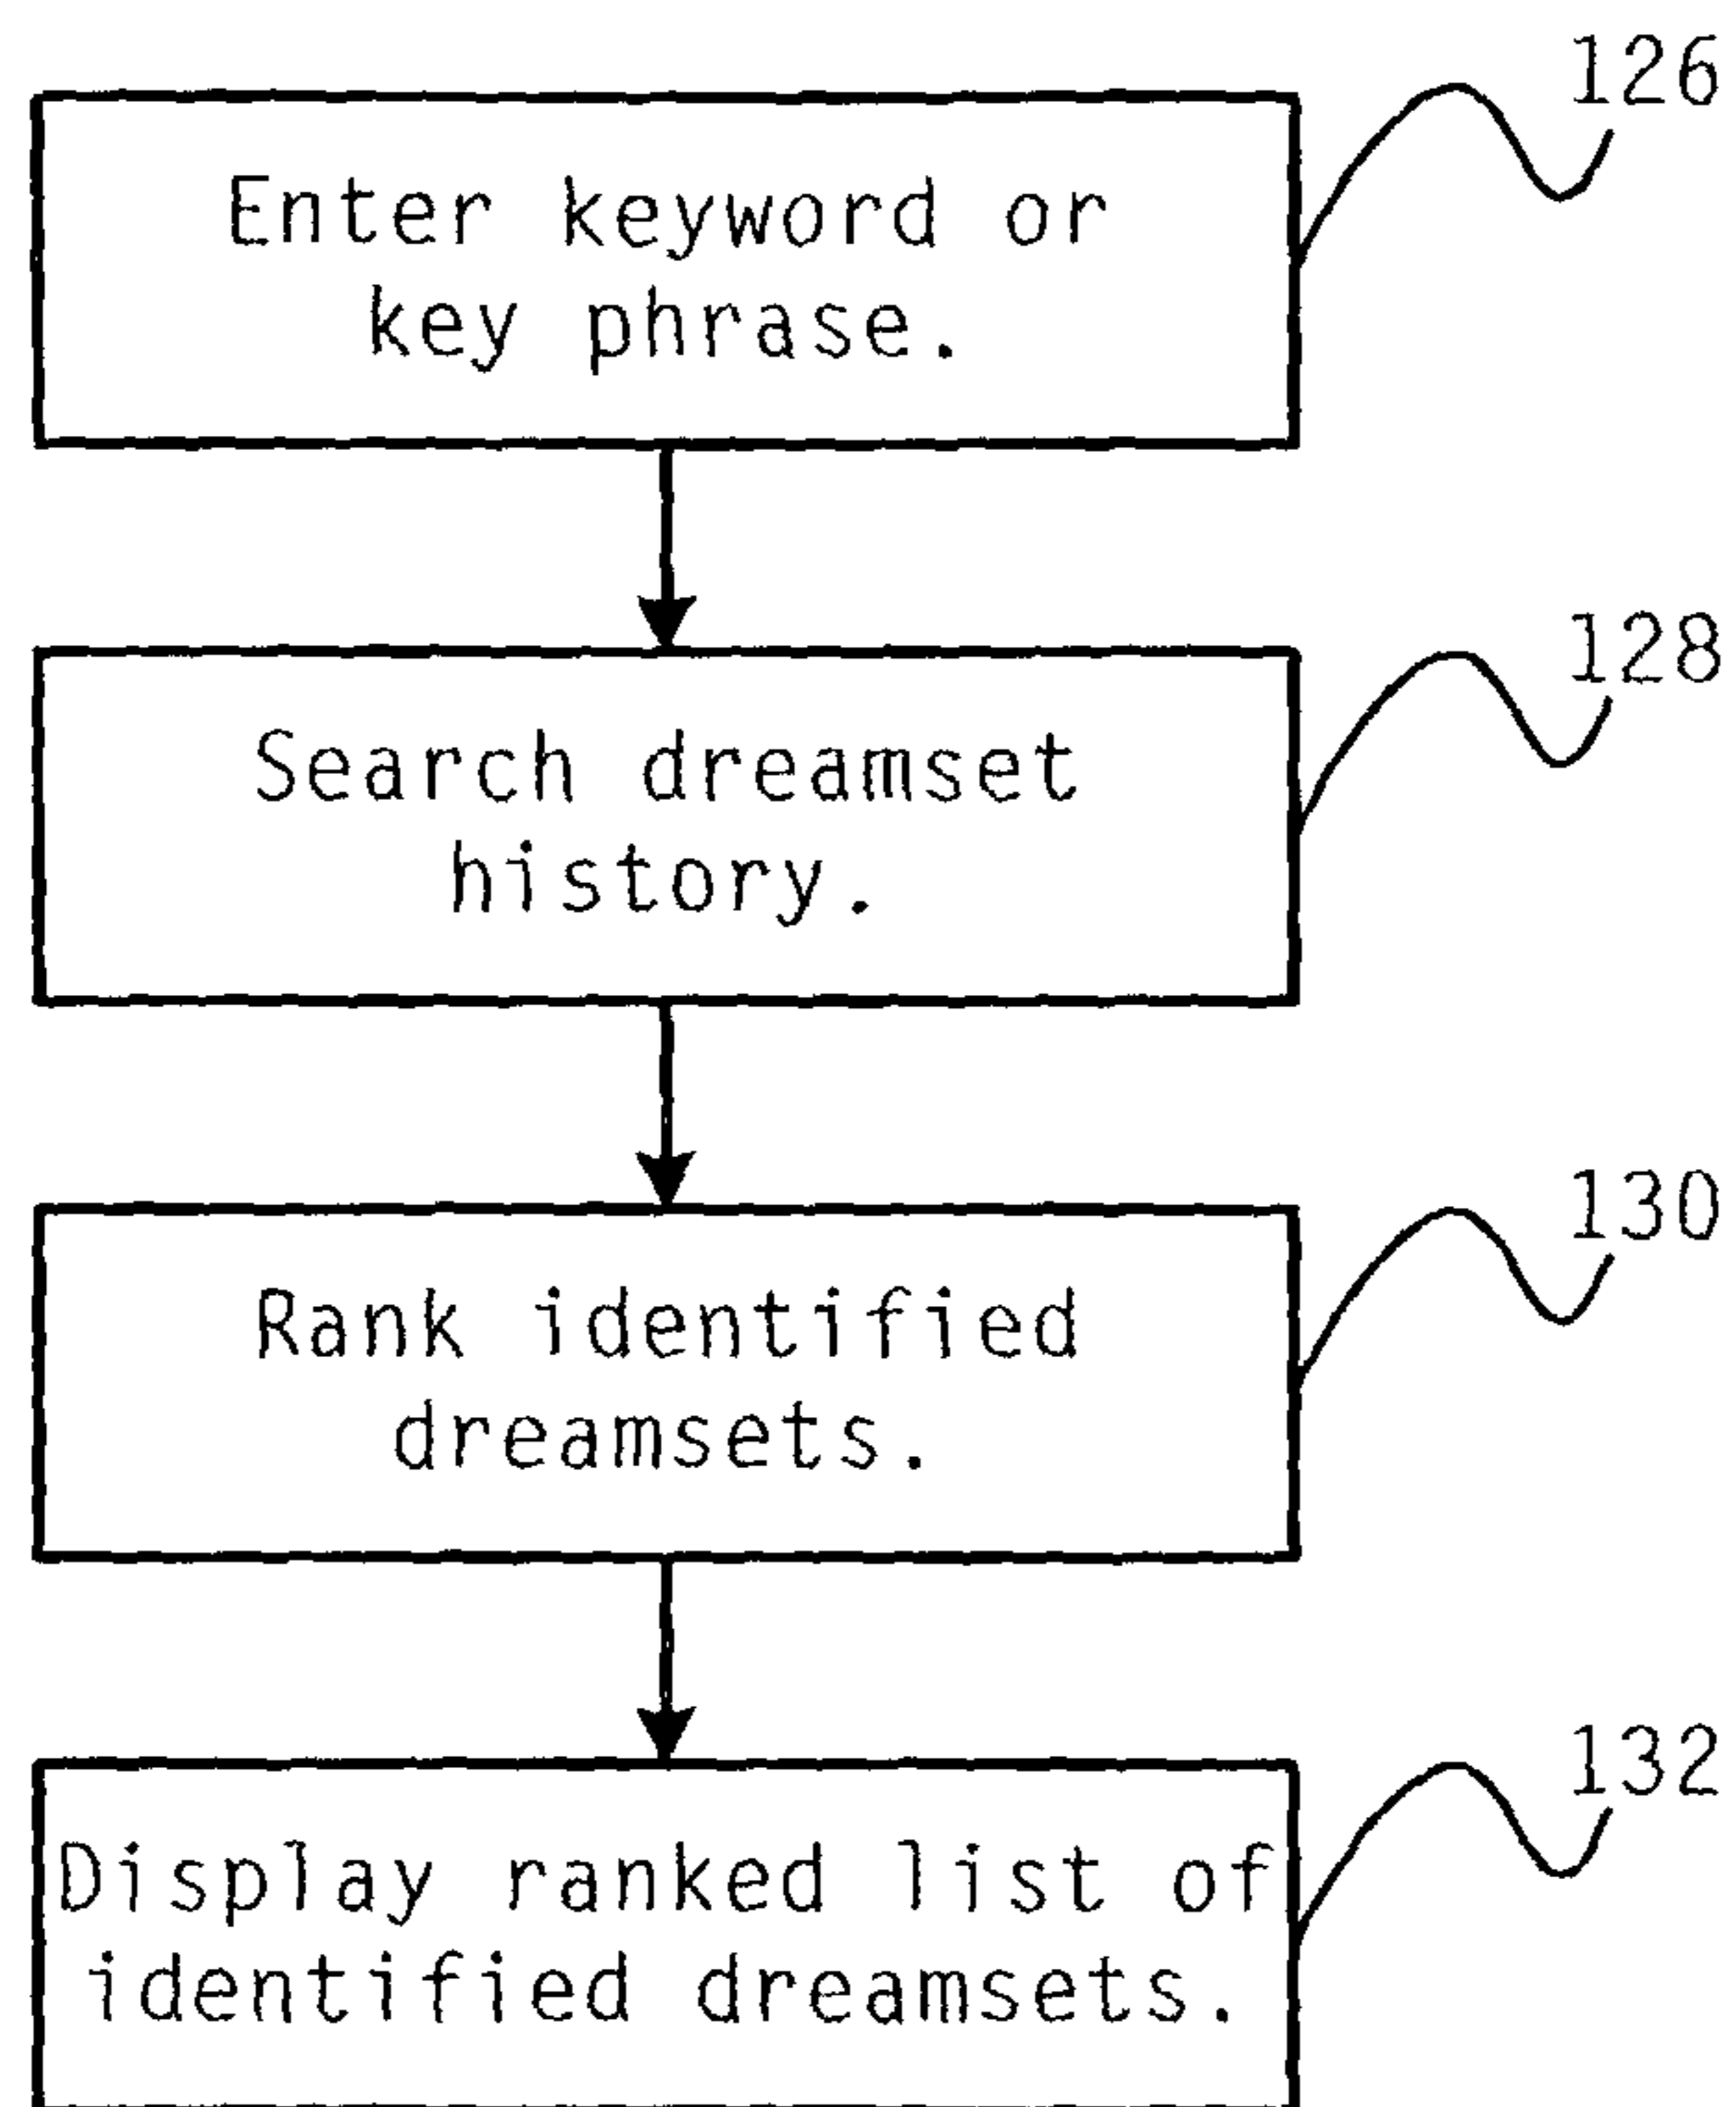 126
Enter keyword or
key phrase.
128
Search dreamset
history.
130
Rank identified
dreamsets.
132
Display ranked list of
identified dreamsets.